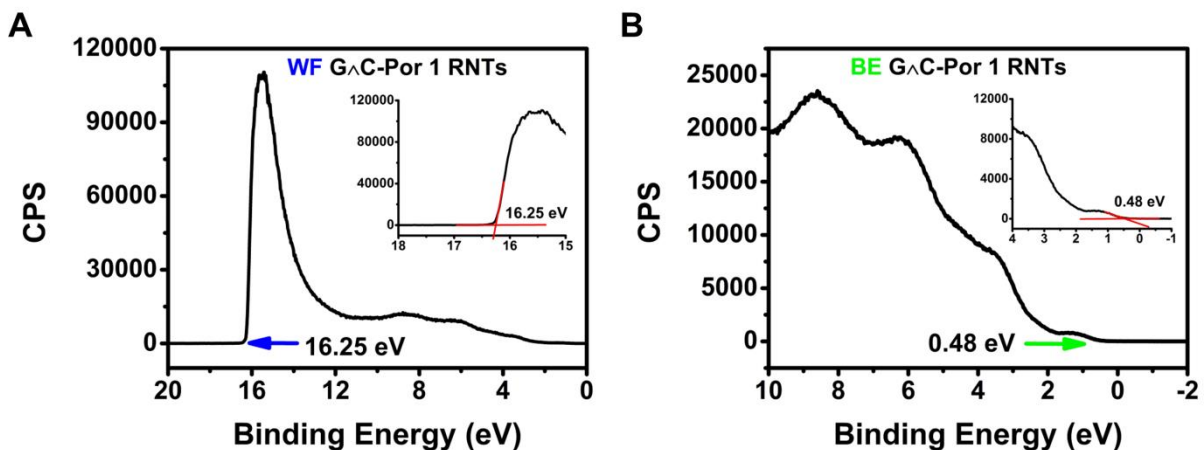 A
WF G∧C-Por 1 RNTs
CPS
120000
90000
60000
30000
0
20 16 12 8 4 0
Binding Energy (eV)
16.25 eV
120000
80000
40000
0
18 17 16 15
16.25 eV
B
BE G∧C-Por 1 RNTs
CPS
25000
20000
15000
10000
5000
0
10 8 6 4 2 0 -2
Binding Energy (eV)
0.48 eV
12000
8000
4000
0
4 3 2 1 0 -1
0.48 eV